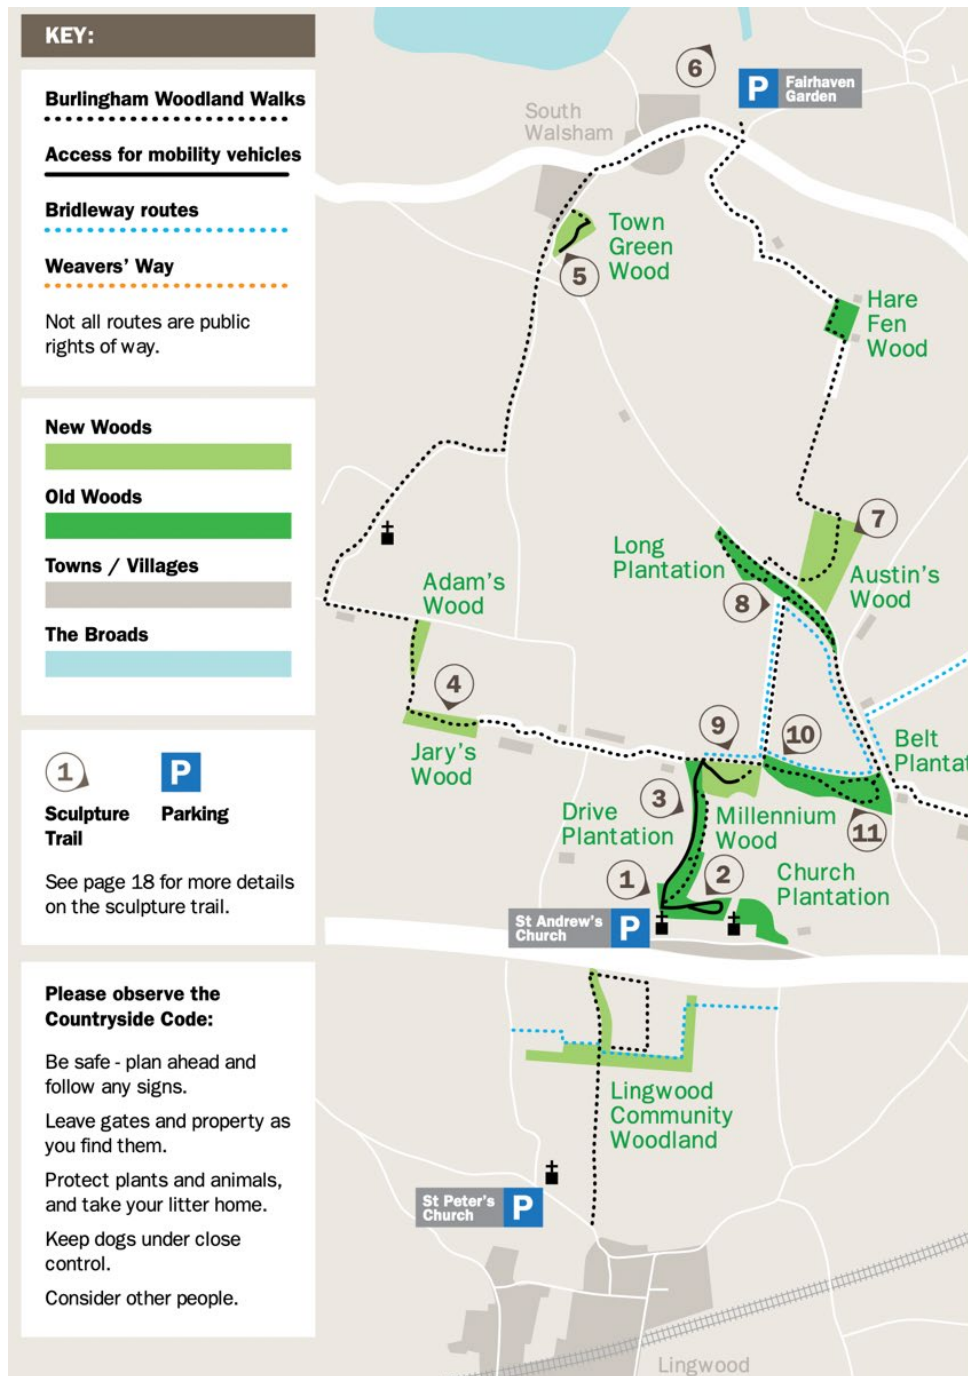 KEY:
Burlingham Woodland Walks
Access for mobility vehicles
Bridleway routes
Weavers' Way
Not all routes are public
rights of way.
New Woods
Old Woods
Towns / Villages
The Broads
1
Sculpture
Trail
P
Parking
See page 18 for more details
on the sculpture trail.
Please observe the
Countryside Code:
Be safe - plan ahead and
follow any signs.
Leave gates and property as
you find them.
Protect plants and animals,
and take your litter home.
Keep dogs under close
control.
Consider other people.
6
P
Fairhaven
Garden
South
Walsham
Town
Green
Wood
5
Hare
Fen
Wood
7
Long
Plantation
Austin's
Wood
8
Adam's
Wood
4
Jary's
Wood
9
10
Belt
Plantat
3
Drive
Plantation
Millennium
Wood
11
1
2
Church
Plantation
St Andrew's
Church
P
Lingwood
Community
Woodland
St Peter's
Church
P
Lingwood